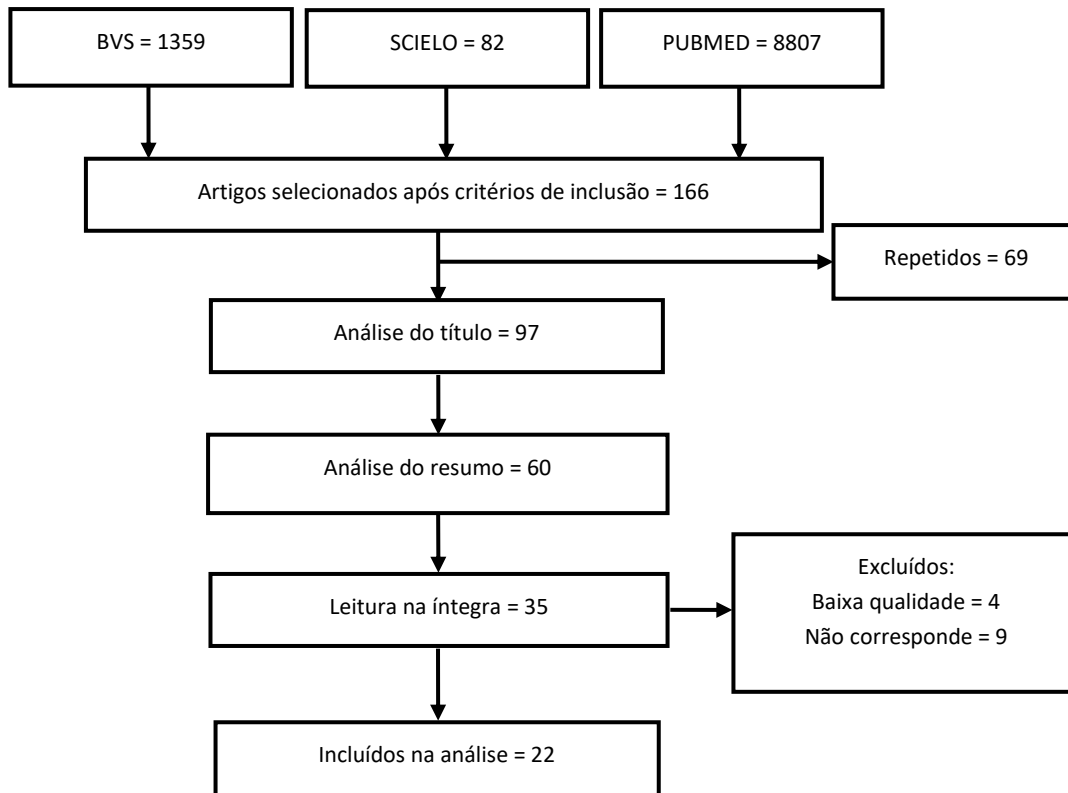 BVS = 1359
SCIELO = 82
PUBMED = 8807
Artigos selecionados após critérios de inclusão = 166
Repetidos = 69
Análise do título = 97
Análise do resumo = 60
Leitura na íntegra = 35
Excluídos:
Baixa qualidade = 4
Não corresponde = 9
Incluídos na análise = 22